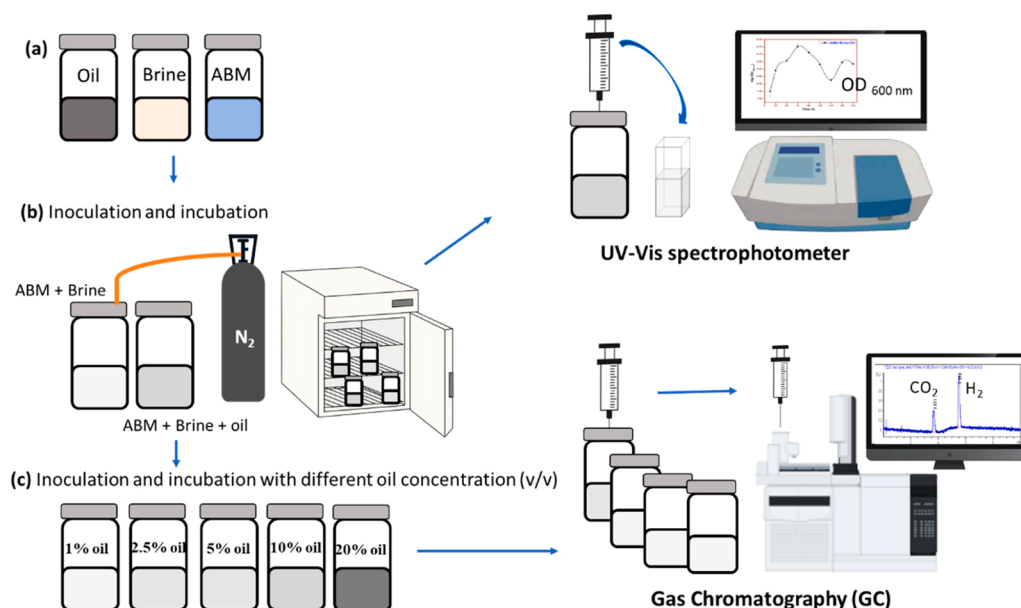 (a)
Oil
Brine
ABM
OD 600 nm
UV-Vis spectrophotometer
(b) Inoculation and incubation
ABM + Brine
N2
ABM + Brine + oil
(c) Inoculation and incubation with different oil concentration (v/v)
1% oil
2.5% oil
5% oil
10% oil
20% oil
CO2
H2
Gas Chromatography (GC)